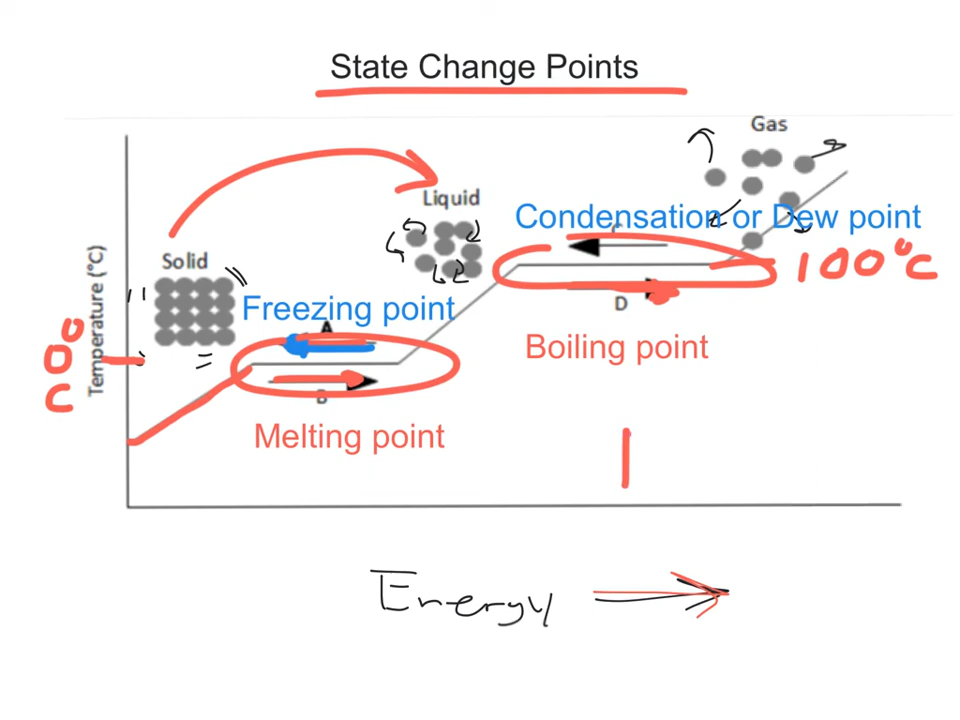 State Change Points
Gas
Liquid
Condensation or Dew point
C
Solid
100°C
Freezing point
D
A
Boiling point
0°
C
Temperature (°C)
B
Melting point
Energy